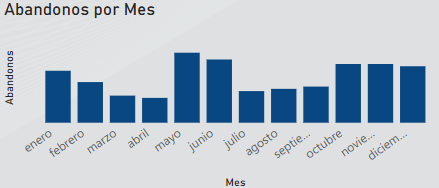 Abandonos por Mes
Abandonos
enero
febrero
marzo
abril
mayo
junio
julio
agosto
septie...
octubre
novie...
diciem...
Mes